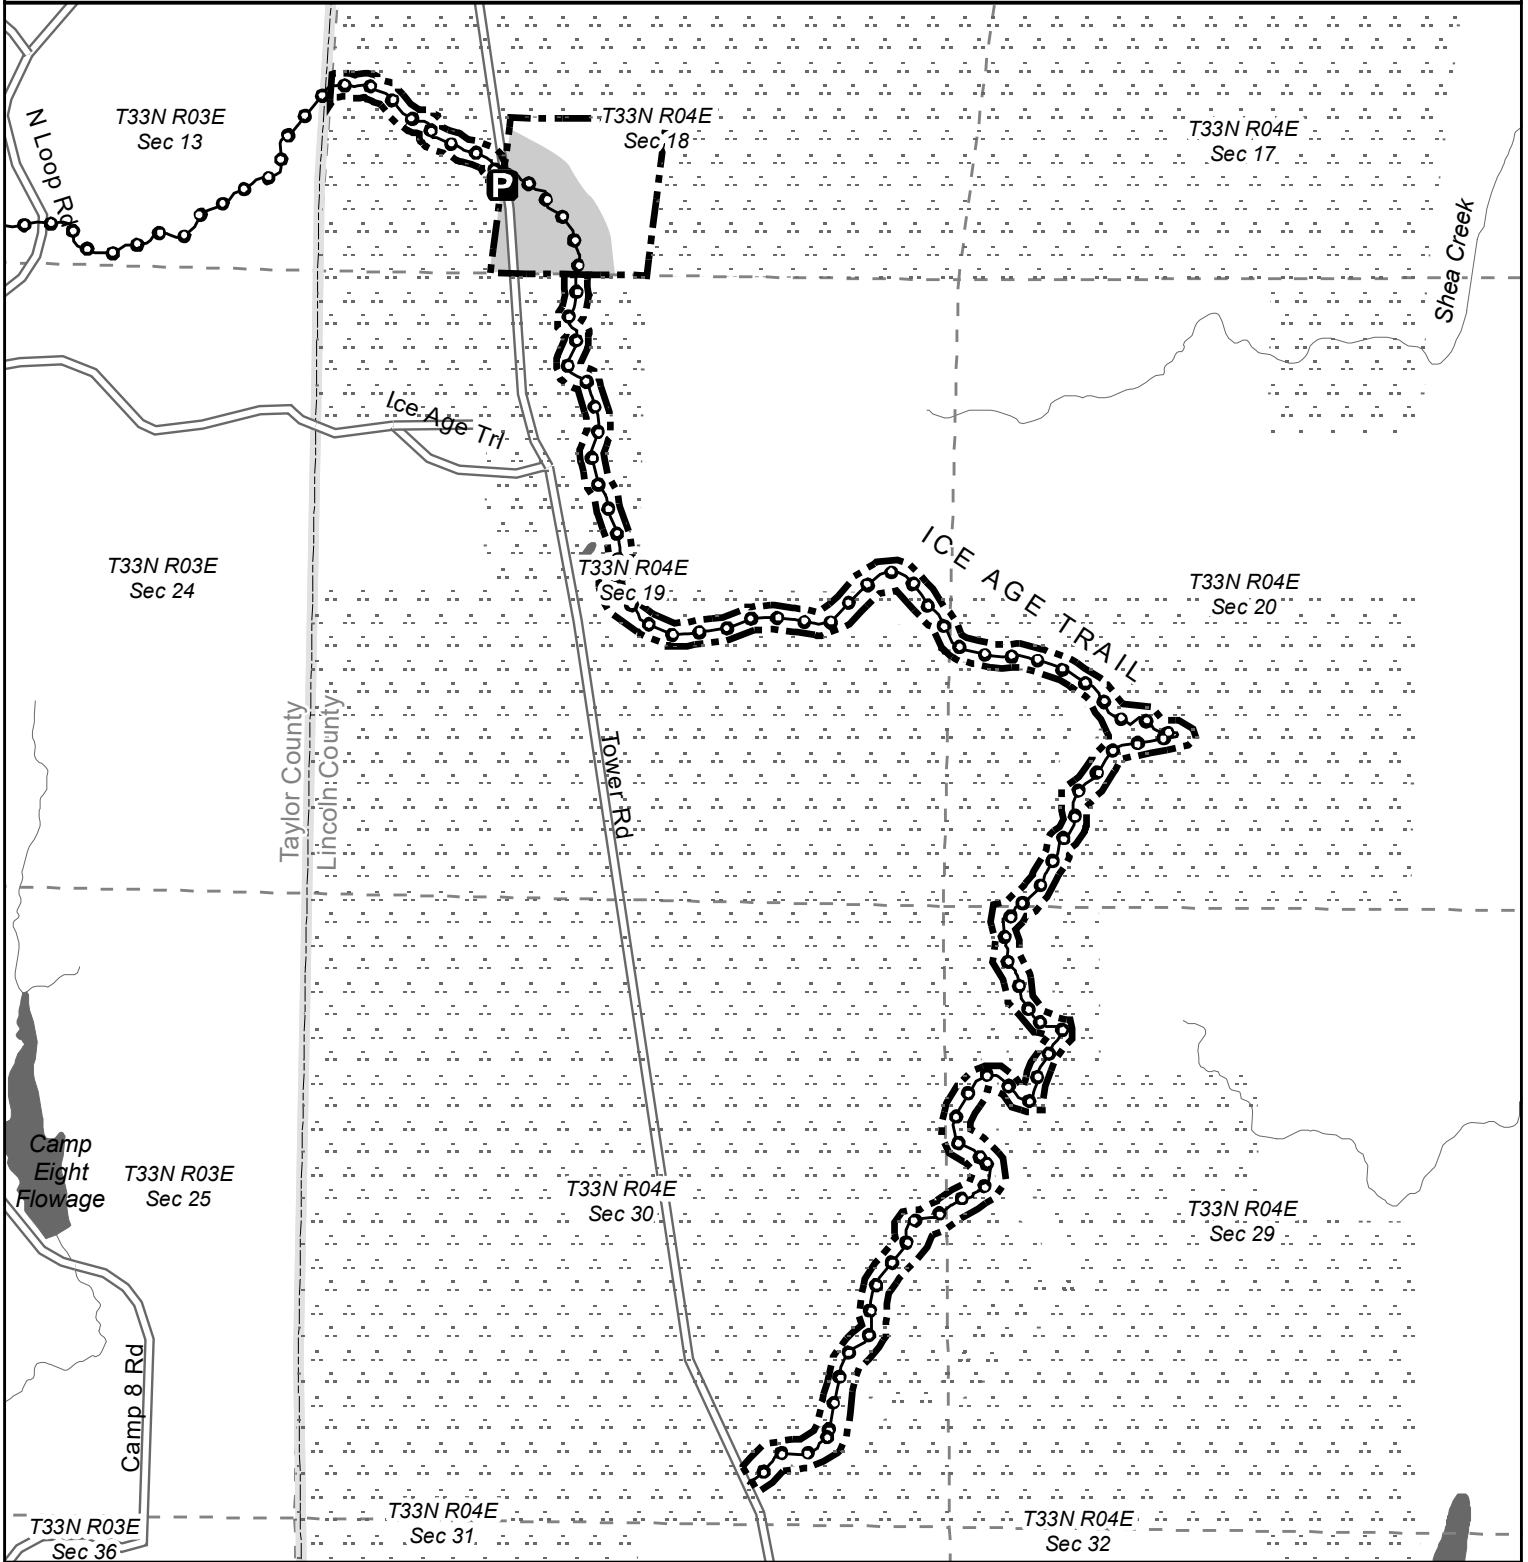 T33N R03E
Sec 13
N Loop Rd
T33N R04E
Sec 18
T33N R04E
Sec 17
P
Shea Creek
Ice Age Trl
T33N R03E
Sec 24
T33N R04E
Sec 19
ICE AGE TRAIL
T33N R04E
Sec 20
Taylor County
Lincoln County
Tower Rd
Camp
Eight
Flowage
T33N R03E
Sec 25
T33N R04E
Sec 30
T33N R04E
Sec 29
Camp 8 Rd
T33N R03E
Sec 36
T33N R04E
Sec 31
T33N R04E
Sec 32